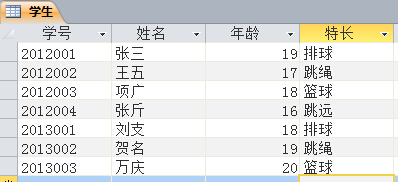 学生
学号 姓名 年龄 特长
2012001 张三 19 排球
2012002 王五 17 跳绳
2012003 项广 18 篮球
2012004 张斤 16 跳远
2013001 刘支 18 排球
2013002 贺名 19 跳绳
2013003 万庆 20 篮球